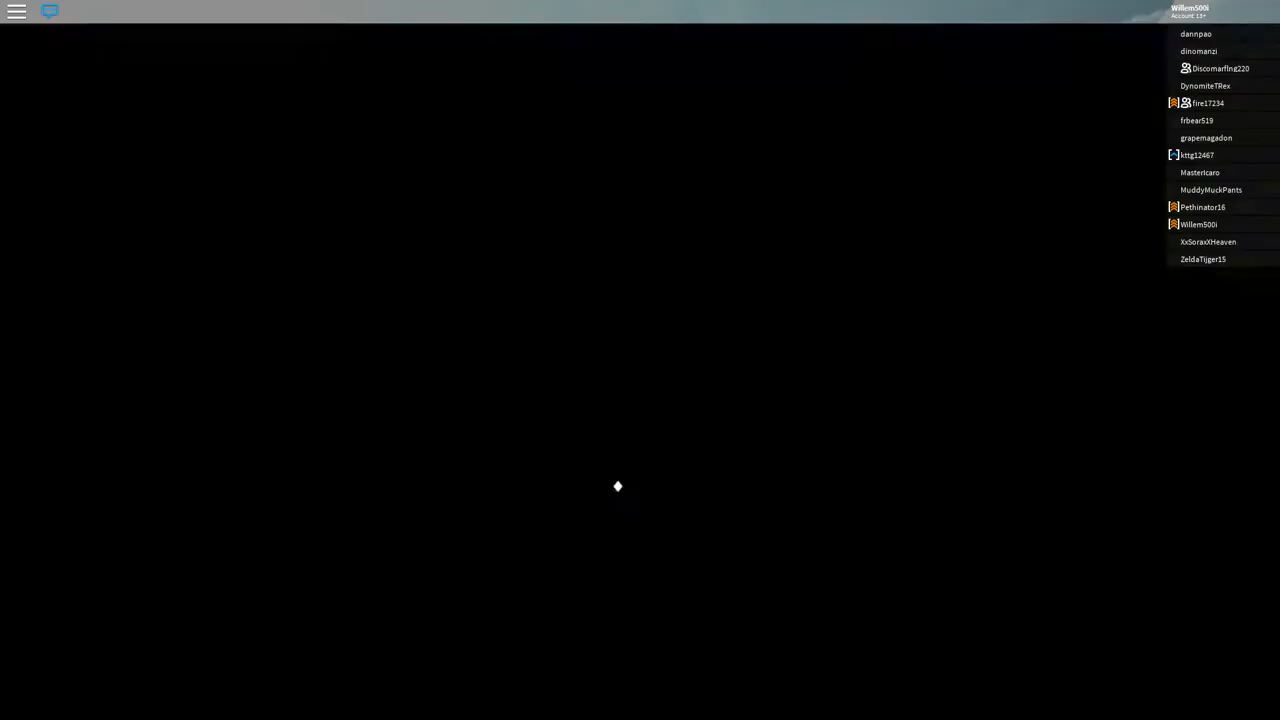 Willem500i
Account: 13+
dannpao
dinomanzi
Discomarfing220
DynomiteTRex
fire17234
frbear519
grapemagadon
kttg12467
MasterIcaro
MuddyMuckPants
Pethinator16
Willem500i
XxSoraxXHeaven
ZeldaTijger15